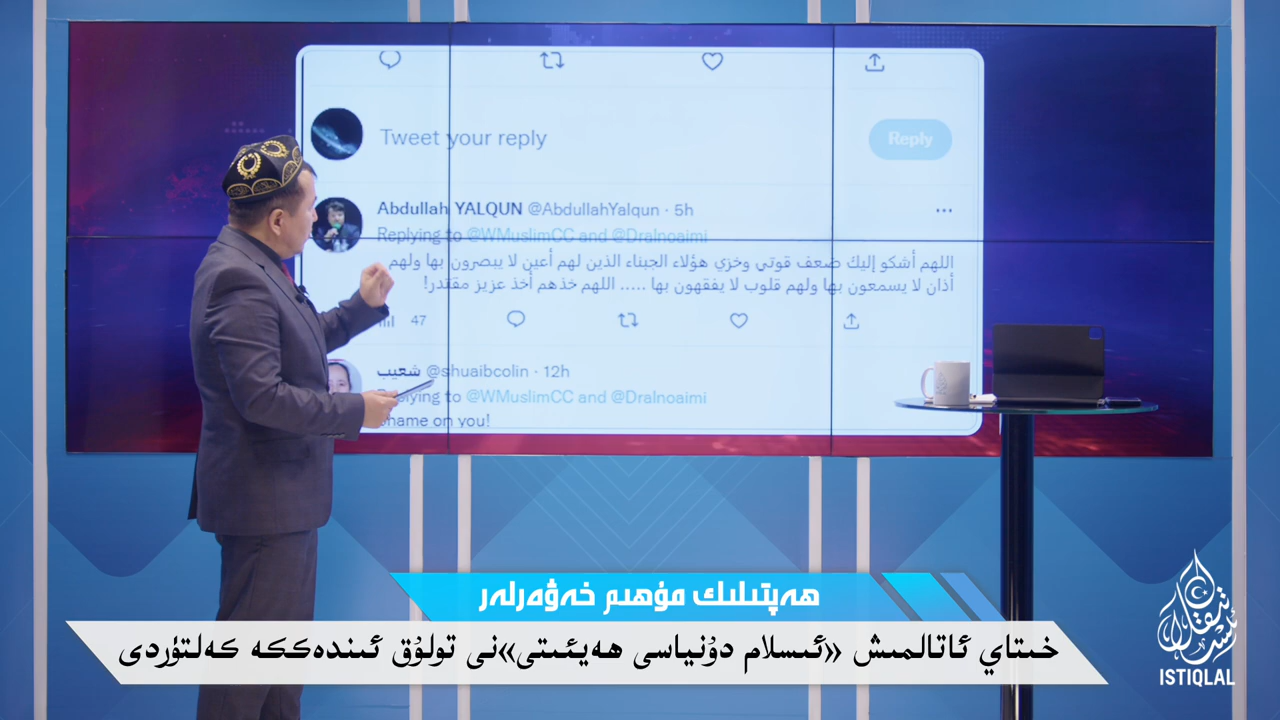 Tweet your reply
Reply
Abdullah YALQUN @AbdullahYalqun · 5h
Replying to @WMuslimCC and @Dralnoaimi
اللهم أشكو إليك ضعف قوتي وخزي هؤلاء الجبناء الذين لهم أعين لا يبصرون بها ولهم
أذان لا يسمعون بها ولهم قلوب لا يفقهون بها ..... اللهم خذهم أخذ عزيز مقتدر!
47
شعيب @shuaibcolin · 12h
Replying to @WMuslimCC and @Dralnoaimi
Shame on you!
ھەپتىلىك مۇھىم خەۋەرلەر
خىتاي ئاتالمىش «ئىسلام دۇنياسى ھەيئىتى»نى تولۇق ئىندەككە كەلتۈردى
ئىستىقلال
ISTIQLAL